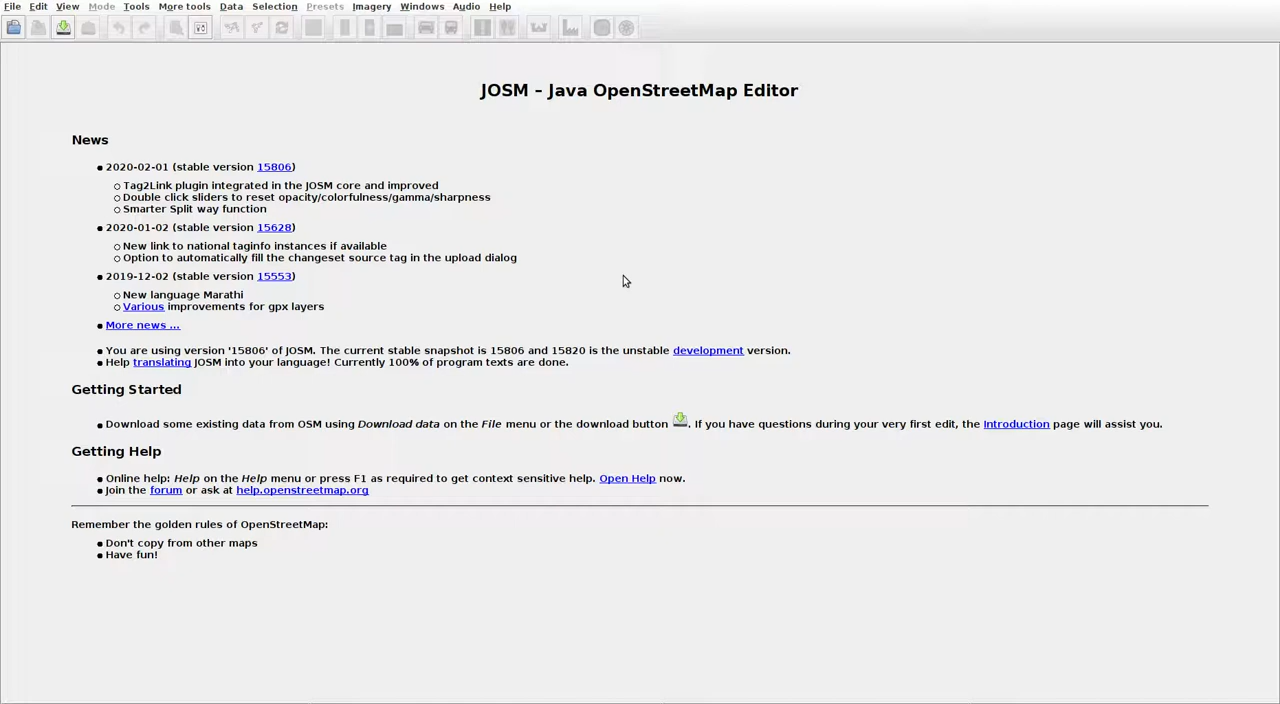 File Edit View Mode Tools More tools Data Selection Presets Imagery Windows Audio Help
JOSM – Java OpenStreetMap Editor
News
2020-02-01 (stable version 15806)
Tag2Link plugin integrated in the JOSM core and improved
Double click sliders to reset opacity/colorfulness/gamma/sharpness
Smarter Split way function
2020-01-02 (stable version 15628)
New link to national taginfo instances if available
Option to automatically fill the changeset source tag in the upload dialog
2019-12-02 (stable version 15553)
New language Marathi
Various improvements for gpx layers
More news ...
You are using version '15806' of JOSM. The current stable snapshot is 15806 and 15820 is the unstable development version.
Help translating JOSM into your language! Currently 100% of program texts are done.
Getting Started
Download some existing data from OSM using Download data on the File menu or the download button . If you have questions during your very first edit, the Introduction page will assist you.
Getting Help
Online help: Help on the Help menu or press F1 as required to get context sensitive help. Open Help now.
Join the forum or ask at help.openstreetmap.org
Remember the golden rules of OpenStreetMap:
Don't copy from other maps
Have fun!